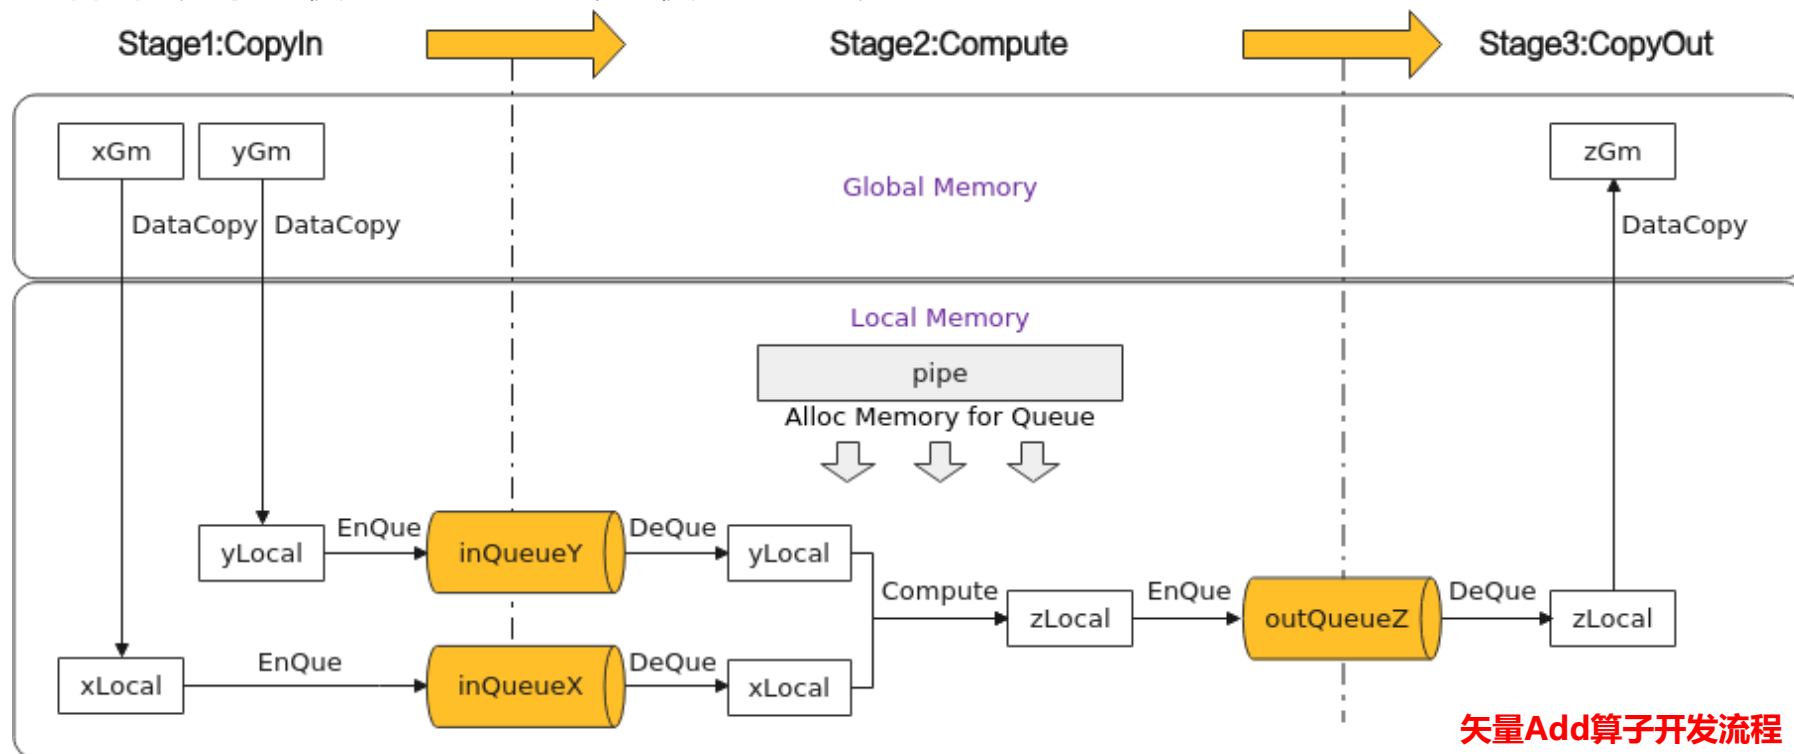 Stage1:CopyIn
Stage2:Compute
Stage3:CopyOut
xGm
yGm
zGm
Global Memory
DataCopy
DataCopy
DataCopy
Local Memory
pipe
Alloc Memory for Queue
yLocal
EnQue
inQueueY
DeQue
yLocal
Compute
zLocal
EnQue
outQueueZ
DeQue
zLocal
xLocal
EnQue
inQueueX
DeQue
xLocal
矢量Add算子开发流程